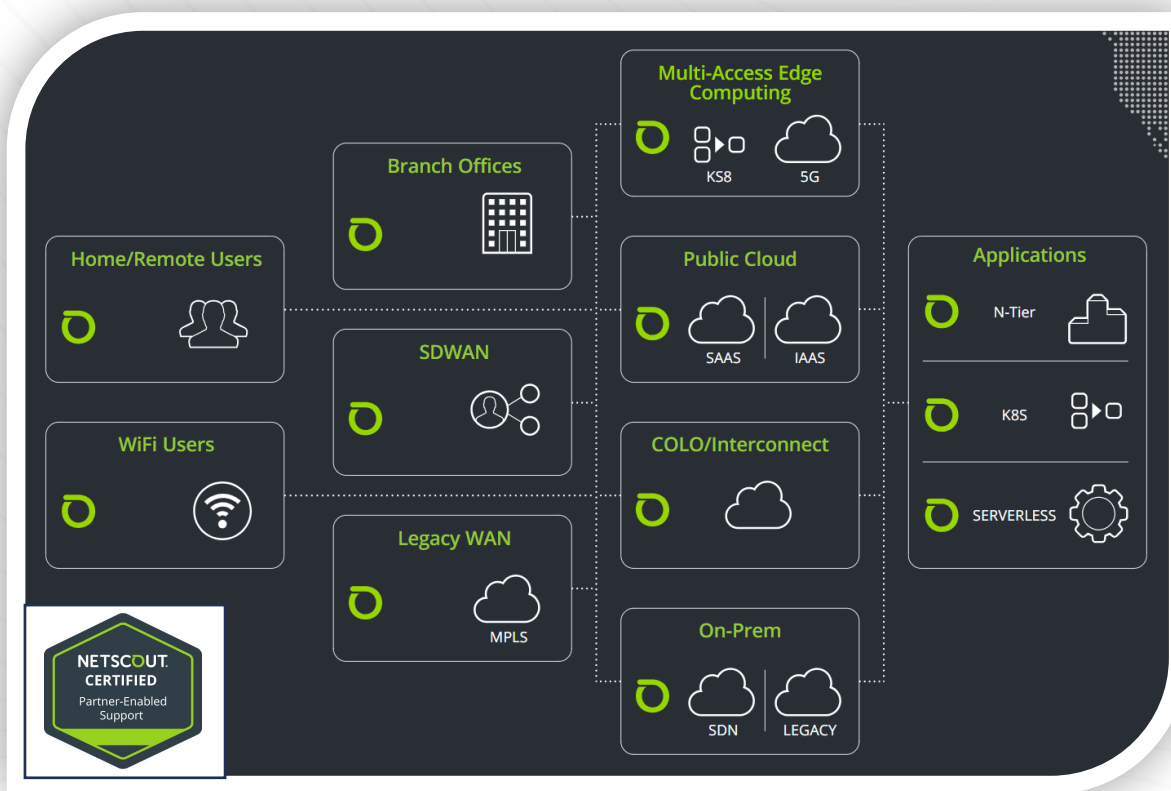 Multi-Access Edge
Computing
KS8
5G
Branch Offices
Home/Remote Users
Public Cloud
SAAS
IAAS
Applications
N-Tier
K8S
SERVERLESS
SDWAN
WiFi Users
COLO/Interconnect
Legacy WAN
MPLS
On-Prem
SDN
LEGACY
NETSCOUT.
CERTIFIED
Partner-Enabled
Support